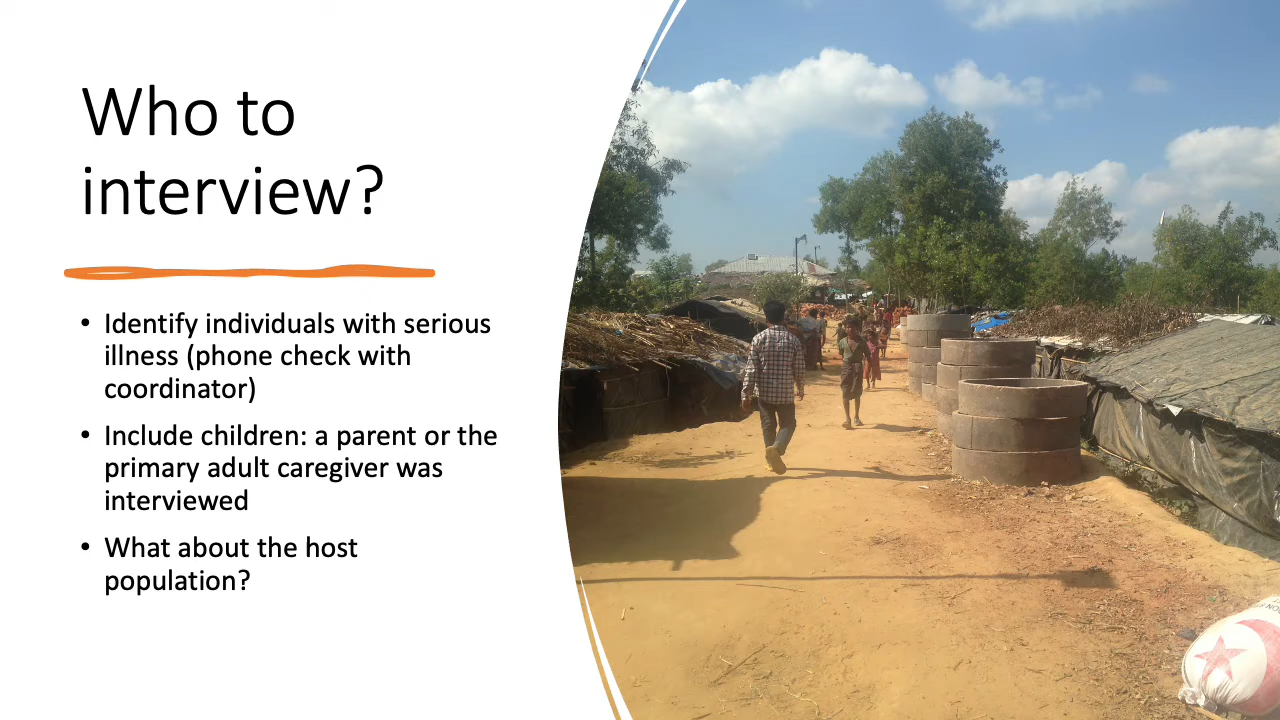 Who to
interview?
• Identify individuals with serious
illness (phone check with
coordinator)
• Include children: a parent or the
primary adult caregiver was
interviewed
• What about the host
population?